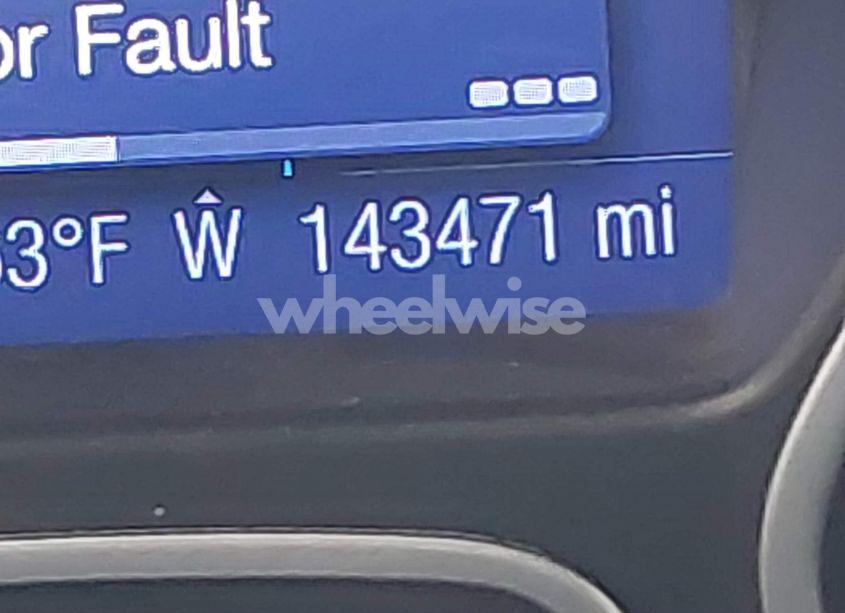 or Fault
3°F W 143471 mi
wheelwise